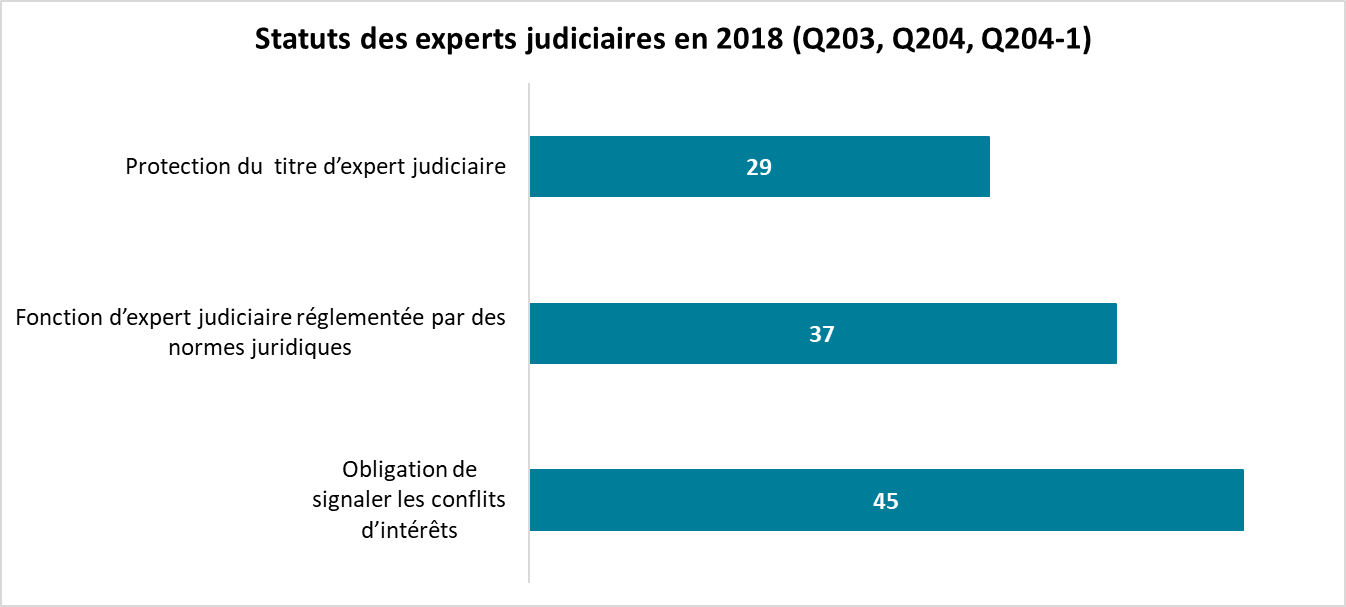 Statuts des experts judiciaires en 2018 (Q203, Q204, Q204-1)
Protection du titre d’expert judiciaire
29
Fonction d’expert judiciaire réglementée par des
normes juridiques
37
Obligation de
signaler les conflits
d’intérêts
45